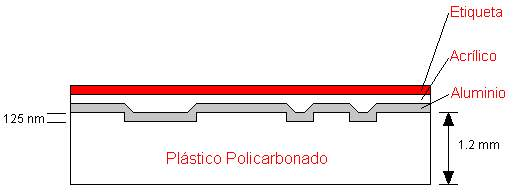 Etiqueta
Acrílico
Aluminio
125 nm
1.2 mm
Plástico Policarbonado